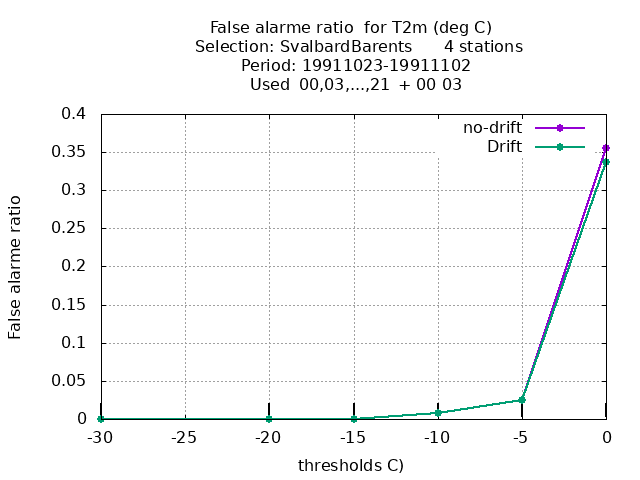 False alarme ratio  for T2m (deg C)
Selection: SvalbardBarents      4 stations
Period: 19911023-19911102
Used  00,03,...,21  + 00 03
no-drift
Drift
False alarme ratio
0.4
0.35
0.3
0.25
0.2
0.15
0.1
0.05
0
-30 -25 -20 -15 -10 -5 0
thresholds C)